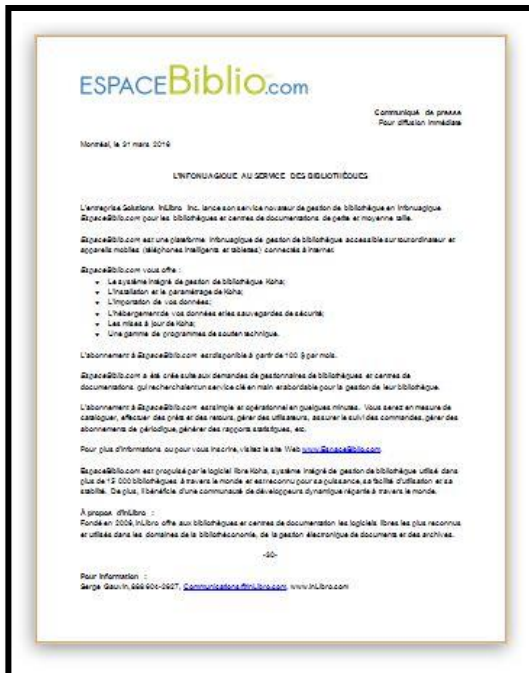 ESPACEBiblio.com
Communiqué de presse
Pour diffusion immédiate
Montréal, le 31 mars 2016
L'INFONUAGIQUE AU SERVICE DES BIBLIOTHÈQUES
L'entreprise Solutions InLibro Inc. lance son service novateur de gestion de bibliothèque en infonuagique
EspaceBiblio.com pour les bibliothèques et centres de documentations de petite et moyenne taille.
EspaceBiblio.com est une plateforme infonuagique de gestion de bibliothèque accessible sur tout ordinateur et
appareils mobiles (téléphones intelligents et tablettes) connectés à Internet.
EspaceBiblio.com vous offre :
Le système intégré de gestion de bibliothèque Koha;
L'installation et le paramétrage de Koha;
L'importation de vos données;
L'hébergement de vos données et les sauvegardes de sécurité;
Les mises à jour de Koha;
Une gamme de programmes de soutien technique.
L'abonnement à EspaceBiblio.com est disponible à partir de 100 $ par mois.
EspaceBiblio.com a été crée suite aux demandes de gestionnaires de bibliothèques et centres de
documentations qui recherchaient un service clé en main et abordable pour la gestion de leur bibliothèque.
L'abonnement à EspaceBiblio.com est simple et opérationnel en quelques minutes. Vous serez en mesure de
cataloguer, effectuer des prêts et des retours, gérer des utilisateurs, assurer le suivi des commandes, gérer des
abonnements de périodique, générer des rapports statistiques, etc.
Pour plus d'informations ou pour vous inscrire, visitez le site Web www.EspaceBiblio.com
EspaceBiblio.com est propulsé par le logiciel libre Koha, système intégré de gestion de bibliothèque utilisé dans
plus de 15 000 bibliothèques à travers le monde et est reconnu pour sa puissance, sa facilité d'utilisation et sa
stabilité. De plus, il bénéficie d'une communauté de développeurs dynamique répartie à travers le monde.
À propos d'InLibro :
Fondé en 2009, InLibro offre aux bibliothèques et centres de documentation les logiciels libres les plus reconnus
et utilisés dans les domaines de la bibliothéconomie, de la gestion électronique de documents et des archives.
-30-
Pour information :
Serge Gauvin, Communications@InLibro.com, www.InLibro.com